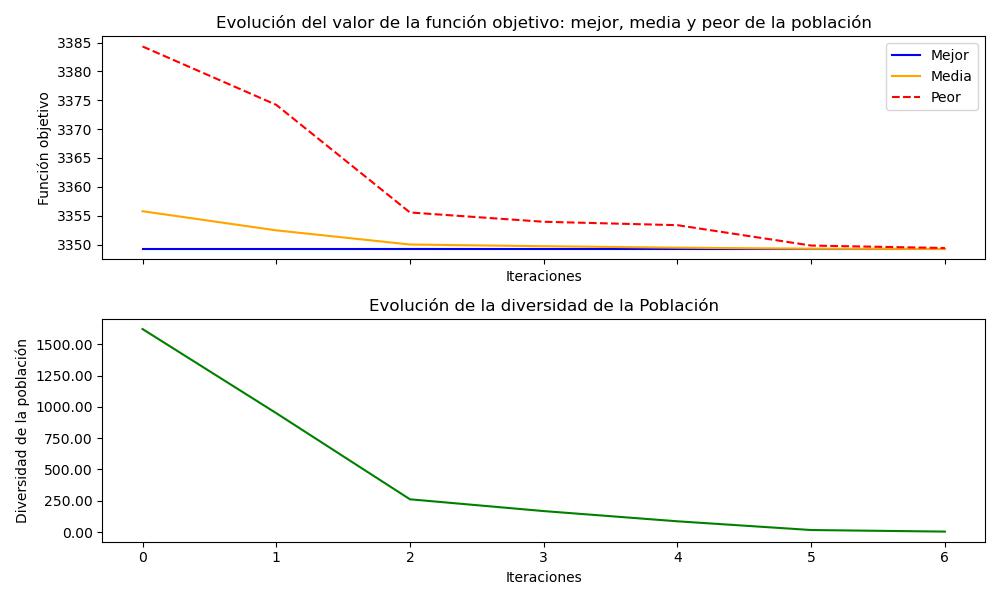 Evolución del valor de la función objetivo: mejor, media y peor de la población
Función objetivo
3385
3380
3375
3370
3365
3360
3355
3350
Mejor
Media
Peor
Iteraciones
Evolución de la diversidad de la Población
Diversidad de la población
1500.00
1250.00
1000.00
750.00
500.00
250.00
0.00
0 1 2 3 4 5 6
Iteraciones